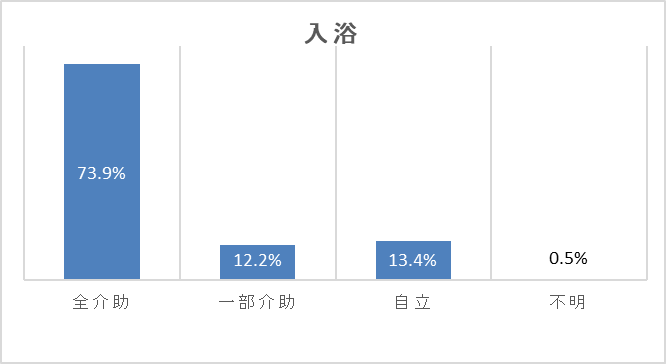 入浴
73.9%
12.2%
13.4%
0.5%
全介助
一部介助
自立
不明